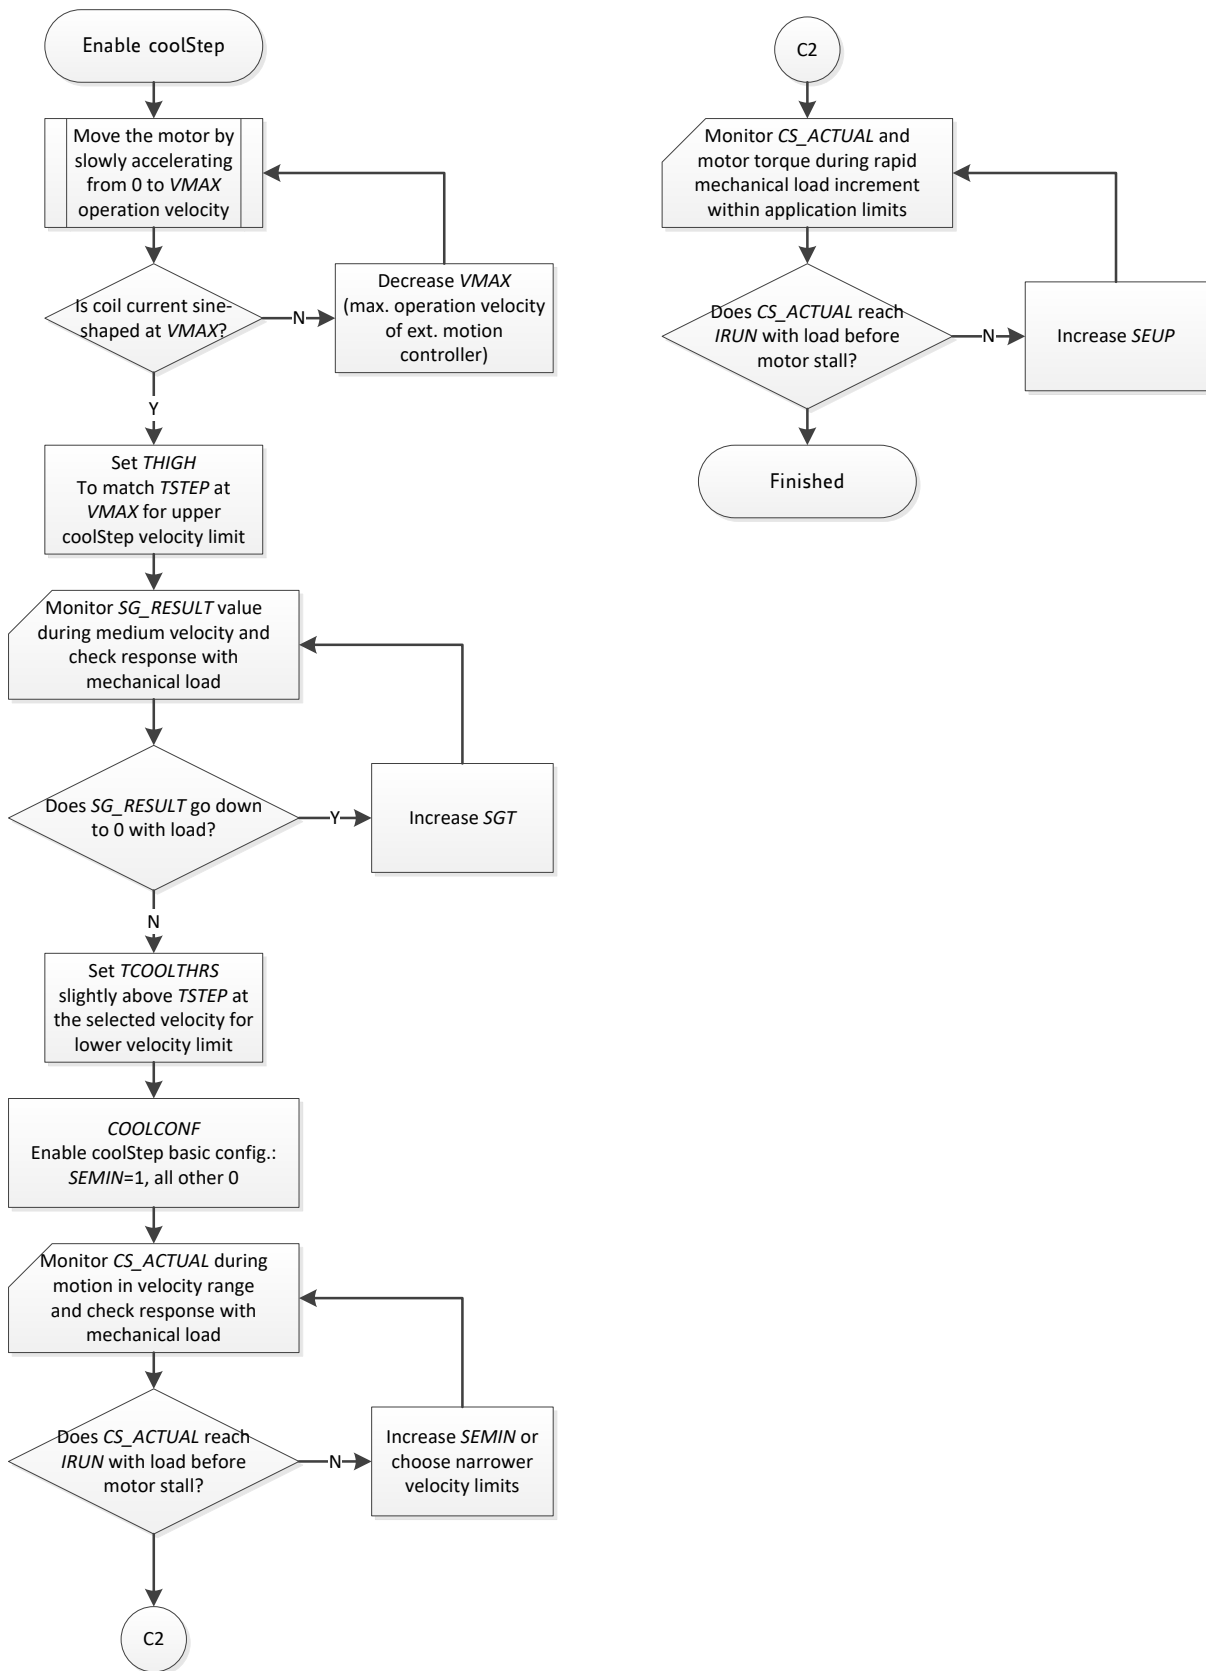 Enable coolStep
Move the motor by
slowly accelerating
from 0 to VMAX
operation velocity
Is coil current sine-
shaped at VMAX?
N
Decrease VMAX
(max. operation velocity
of ext. motion
controller)
Y
Set THIGH
To match TSTEP at
VMAX for upper
coolStep velocity limit
Monitor SG_RESULT value
during medium velocity and
check response with
mechanical load
Does SG_RESULT go down
to 0 with load?
Y
Increase SGT
N
Set TCOOLTHRS
slightly above TSTEP at
the selected velocity for
lower velocity limit
COOLCONF
Enable coolStep basic config.:
SEMIN=1, all other 0
Monitor CS_ACTUAL during
motion in velocity range
and check response with
mechanical load
Does CS_ACTUAL reach
IRUN with load before
motor stall?
N
Increase SEMIN or
choose narrower
velocity limits
C2
C2
Monitor CS_ACTUAL and
motor torque during rapid
mechanical load increment
within application limits
Does CS_ACTUAL reach
IRUN with load before
motor stall?
N
Increase SEUP
Finished